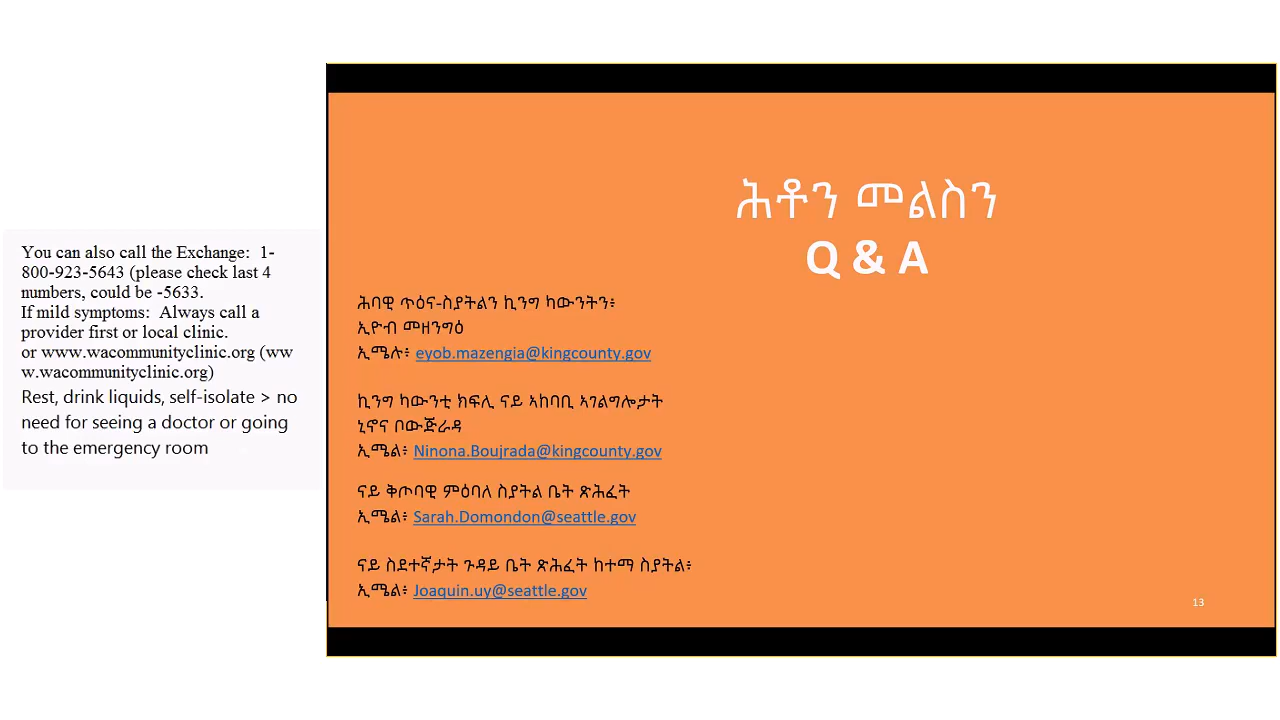 You can also call the Exchange:  1-
800-923-5643 (please check last 4
numbers, could be -5633.
If mild symptoms:  Always call a
provider first or local clinic.
or www.wacommunityclinic.org (ww
w.wacommunityclinic.org)
Rest, drink liquids, self-isolate > no
need for seeing a doctor or going
to the emergency room
ሕቶን መልስን
Q & A
ሕባዊ ጥዕና-ስያትልን ኪንግ ካውንትን፥
ኢዮብ መዘንግዕ
ኢሜሉ፥ eyob.mazengia@kingcounty.gov
ኪንግ ካውንቲ ክፍሊ ናይ ኣከባቢ ኣገልግሎታት
ኒኖና ቦውጅራዳ
ኢሜል፥ Ninona.Boujrada@kingcounty.gov
ናይ ቅጦባዊ ምዕባለ ስያትል ቤት ጽሕፈት
ኢሜል፥ Sarah.Domondon@seattle.gov
ናይ ስደተኛታት ጉዳይ ቤት ጽሕፈት ከተማ ስያትል፥
ኢሜል፥ Joaquin.uy@seattle.gov
13